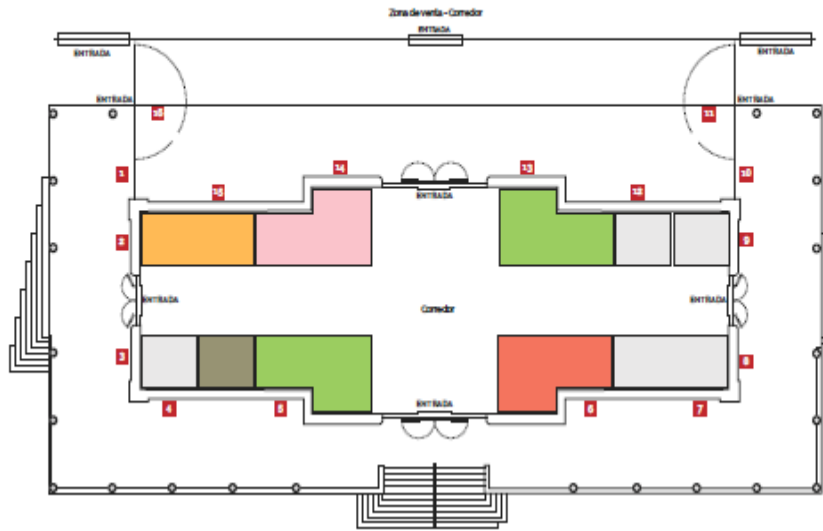 Zona de venta - Corredor
ENTRADA
ENTRADA
ENTRADA
ENTRADA
ENTRADA
16
11
14
13
1
10
15
12
ENTRADA
2
9
ENTRADA
ENTRADA
Corredor
3
8
ENTRADA
4
5
6
7